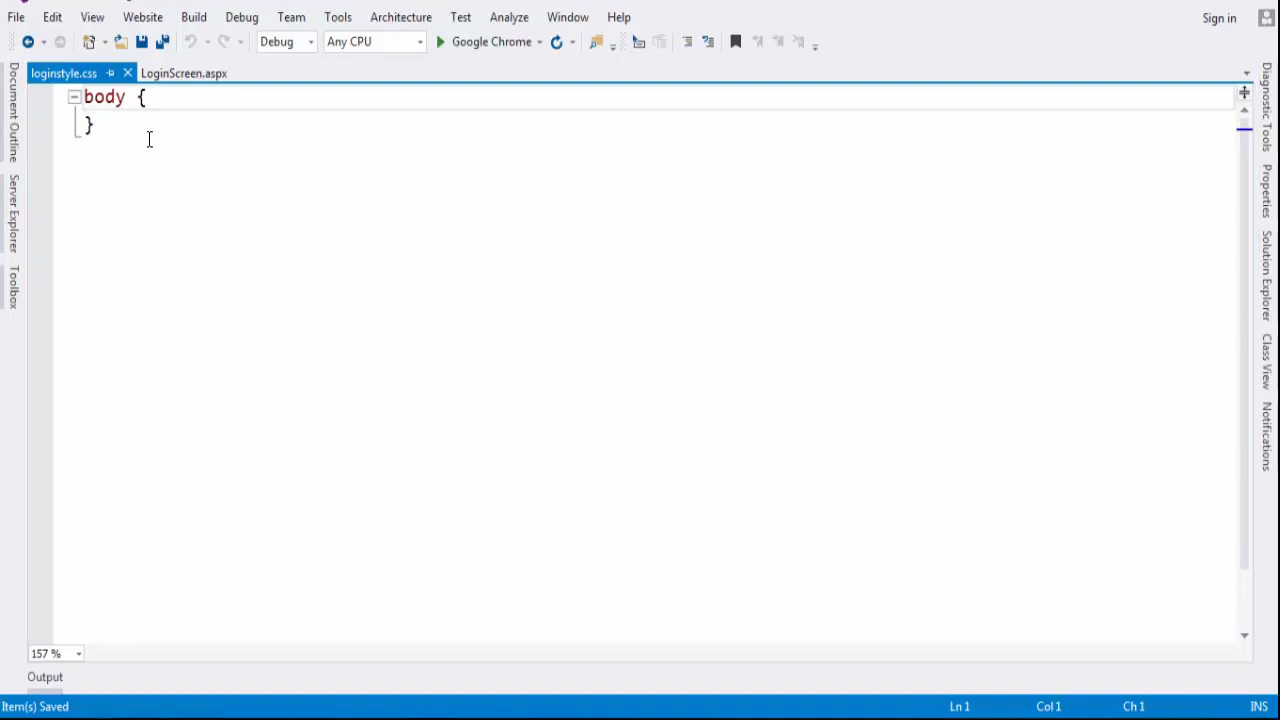 File Edit View Website Build Debug Team Tools Architecture Test Analyze Window Help Sign in
Debug Any CPU Google Chrome
loginstyle.css LoginScreen.aspx
body {
}
Document Outline
Server Explorer
Toolbox
Diagnostic Tools
Properties
Solution Explorer
Class View
Notifications
157 %
Output
Item(s) Saved Ln 1 Col 1 Ch 1 INS